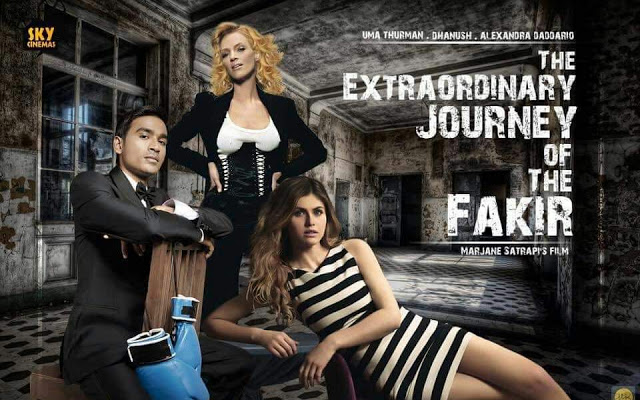 SKY
CINEMAS
UMA THURMAN . DHANUSH . ALEXANDRA DADDARIO
THE
EXTRAORDINARY
JOURNEY
OF
THE
FAKIR
MARJANE SATRAPI'S FILM